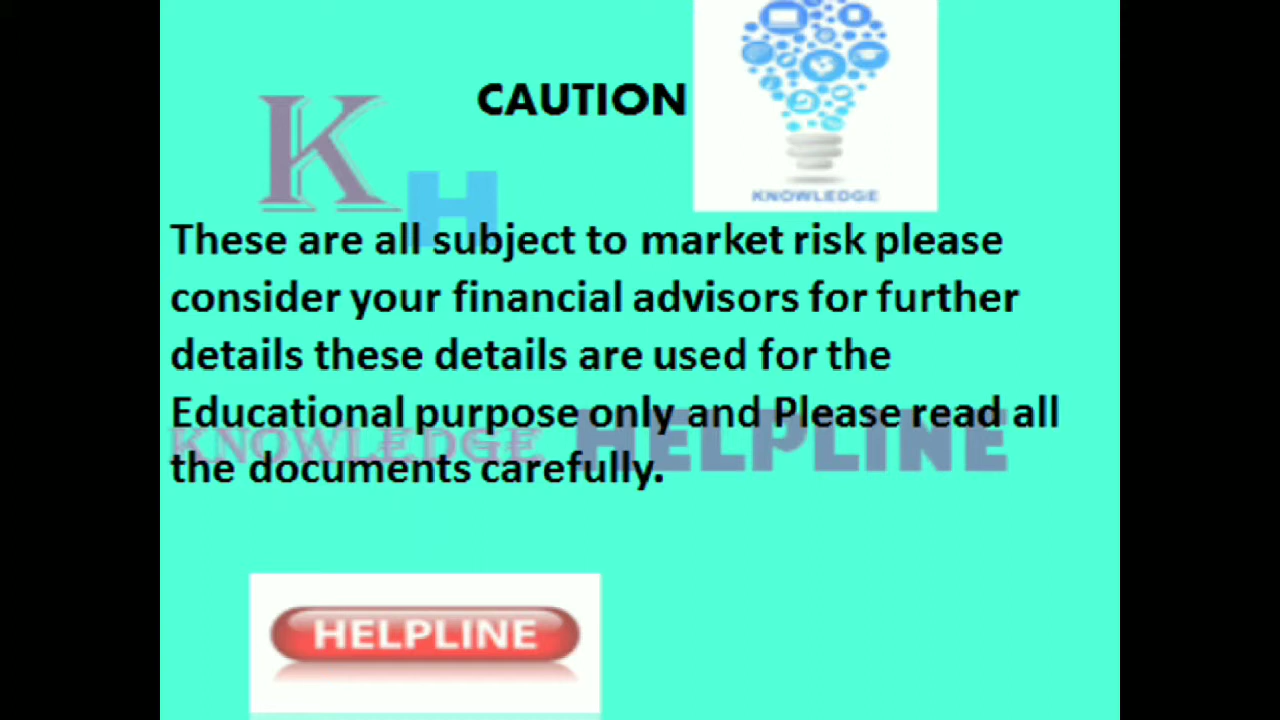 CAUTION
K
H
KNOWLEDGE
These are all subject to market risk please
consider your financial advisors for further
details these details are used for the
Educational purpose only and Please read all
KNOWLEDGE HELPLINE
the documents carefully.
HELPLINE